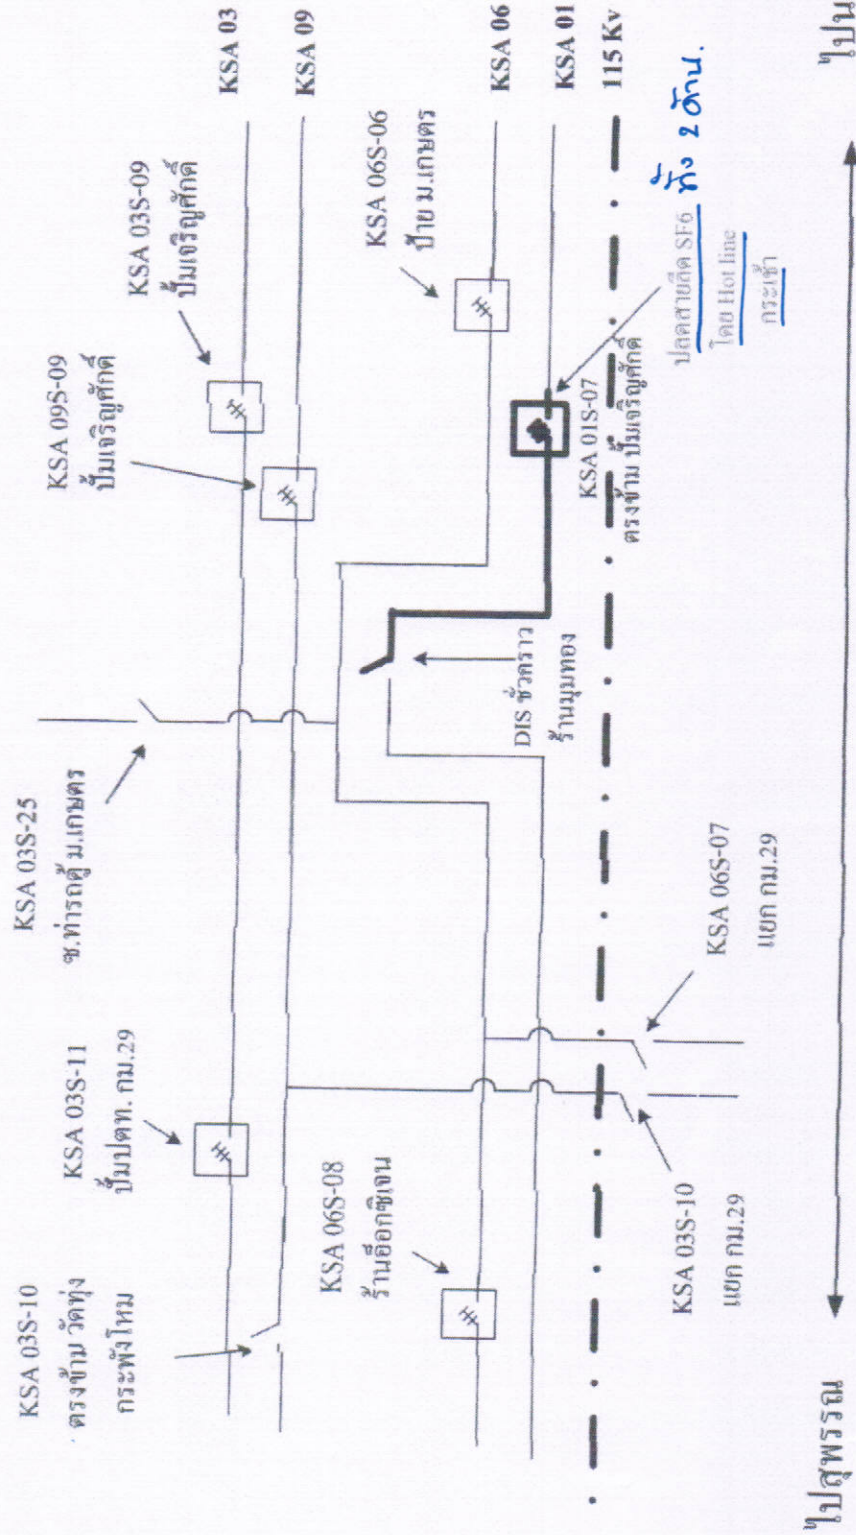 KSA 03S-10
ตรงข้าม วัดทุ่ง
กระพังโหม
KSA 03S-11
ปั๊มปตท. กม.29
KSA 03S-25
ซ.ท่ารถตู้ ม.เกษตร
KSA 09S-09
ปั๊มเจริญศักดิ์
KSA 03S-09
ปั๊มเจริญศักดิ์
KSA 03
KSA 09
KSA 06S-08
ร้านอ๊อกซิเจน
KSA 06S-06
ป้าย ม.เกษตร
KSA 06
KSA 01
115 Kv
DIS ชั่วคราว
ร้านมุมทอง
KSA 01S-07
ตรงข้าม ปั๊มเจริญศักดิ์
KSA 03S-10
แยก กม.29
KSA 06S-07
แยก กม.29
ปลดสายลีด SF6 ทั้ง 2 ด้าน.
โดย Hot line
กระเช้า
ไปสุพรรณ